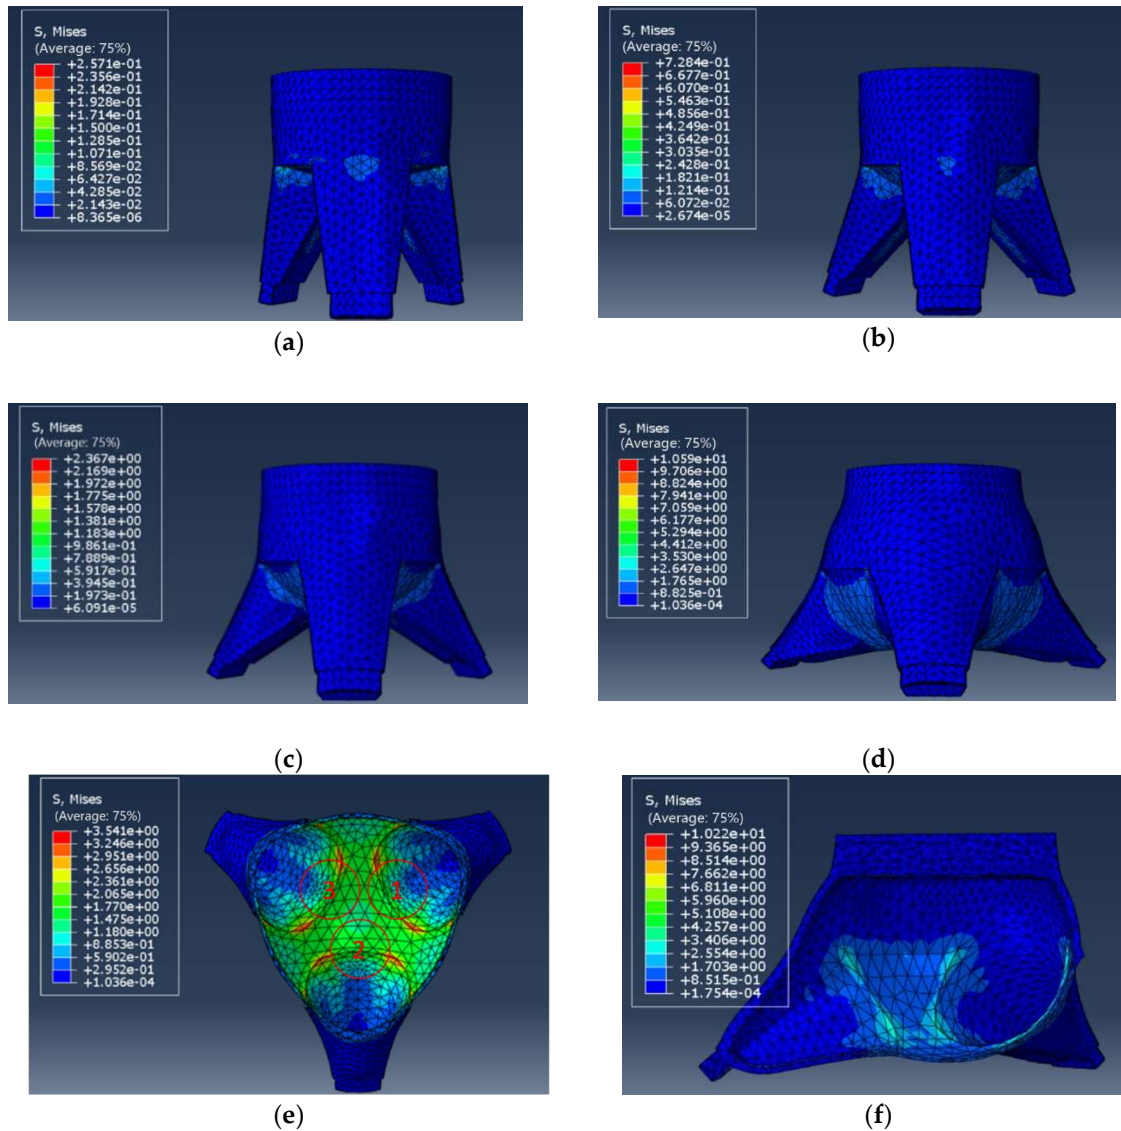 S, Mises
(Average: 75%)
+2.571e-01
+2.356e-01
+2.142e-01
+1.928e-01
+1.714e-01
+1.500e-01
+1.285e-01
+1.071e-01
+8.569e-02
+6.427e-02
+4.285e-02
+2.143e-02
+8.365e-06
(a)
S, Mises
(Average: 75%)
+7.284e-01
+6.677e-01
+6.070e-01
+5.463e-01
+4.856e-01
+4.249e-01
+3.642e-01
+3.035e-01
+2.428e-01
+1.821e-01
+1.214e-01
+6.072e-02
+2.674e-05
(b)
S, Mises
(Average: 75%)
+2.367e+00
+2.169e+00
+1.972e+00
+1.775e+00
+1.578e+00
+1.381e+00
+1.183e+00
+9.861e-01
+7.889e-01
+5.917e-01
+3.945e-01
+1.973e-01
+6.091e-05
(c)
S, Mises
(Average: 75%)
+1.059e+01
+9.706e+00
+8.824e+00
+7.941e+00
+7.059e+00
+6.177e+00
+5.294e+00
+4.412e+00
+3.530e+00
+2.647e+00
+1.765e+00
+8.825e-01
+1.036e-04
(d)
S, Mises
(Average: 75%)
+3.541e+00
+3.246e+00
+2.951e+00
+2.656e+00
+2.361e+00
+2.065e+00
+1.770e+00
+1.475e+00
+1.180e+00
+8.853e-01
+5.902e-01
+2.952e-01
+1.036e-04
3
1
2
(e)
S, Mises
(Average: 75%)
+1.022e+01
+9.365e+00
+8.514e+00
+7.662e+00
+6.811e+00
+5.960e+00
+5.108e+00
+4.257e+00
+3.406e+00
+2.554e+00
+1.703e+00
+8.515e-01
+1.754e-04
(f)